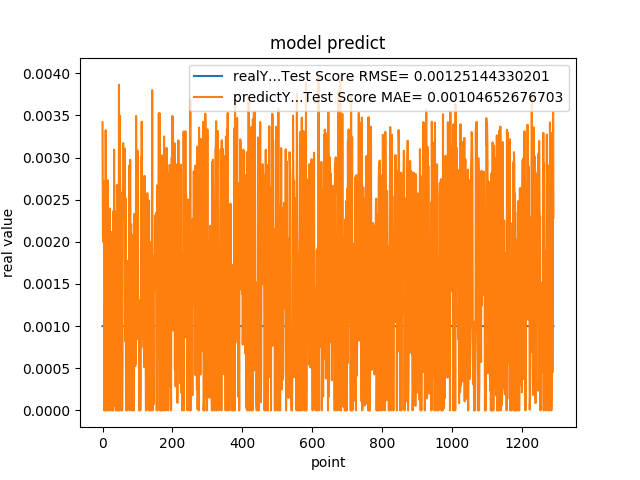 model predict
realY...Test Score RMSE= 0.00125144330201
predictY...Test Score MAE= 0.00104652676703
0.0040
0.0035
0.0030
0.0025
0.0020
0.0015
0.0010
0.0005
0.0000
real value
0 200 400 600 800 1000 1200
point